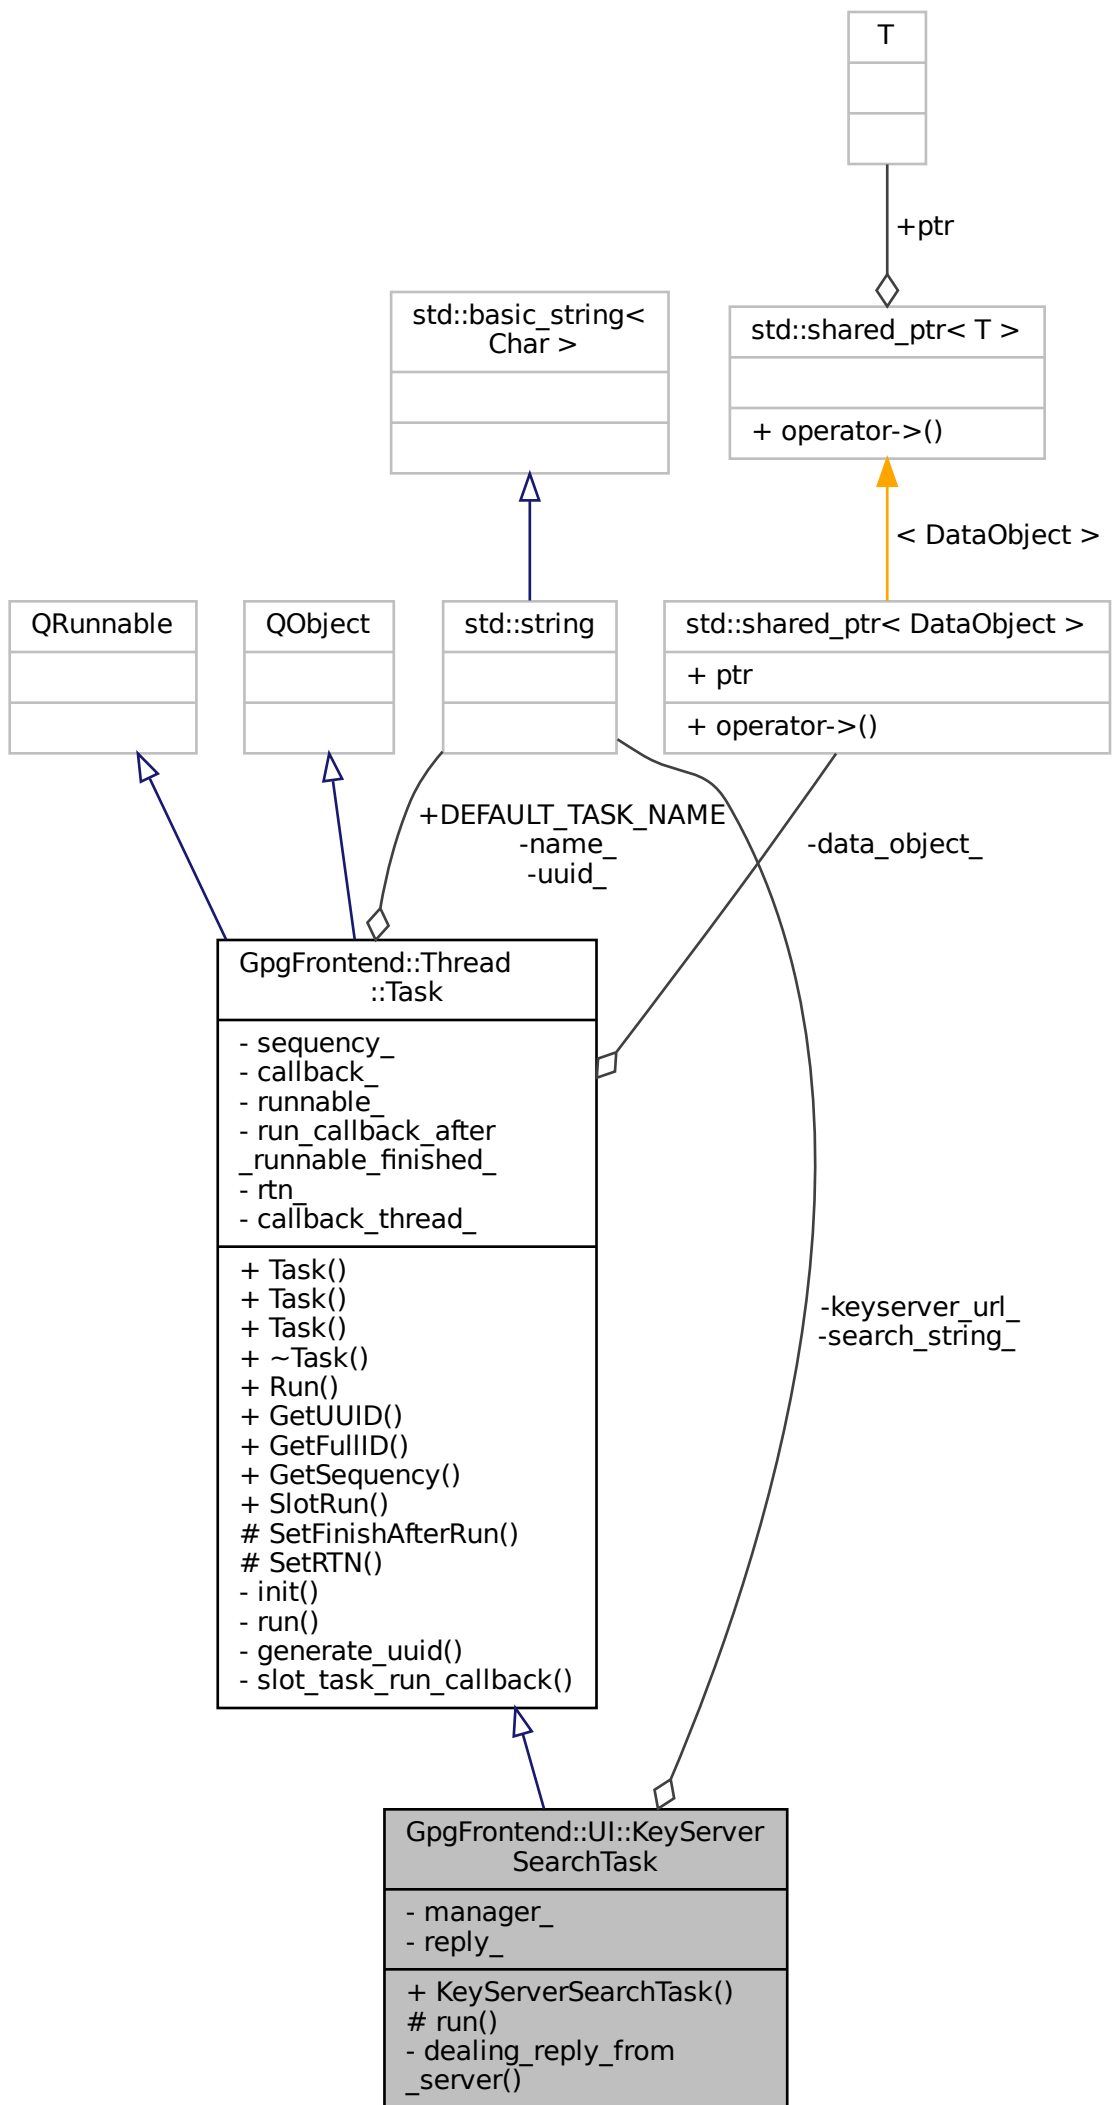 T
+ptr
std::basic_string<
Char >
std::shared_ptr< T >
+ operator->()
< DataObject >
QRunnable
QObject
std::string
std::shared_ptr< DataObject >
+ ptr
+ operator->()
+DEFAULT_TASK_NAME
-name_
-uuid_
-data_object_
GpgFrontend::Thread
::Task
- sequency_
- callback_
- runnable_
- run_callback_after
_runnable_finished_
- rtn_
- callback_thread_
+ Task()
+ Task()
+ Task()
+ ~Task()
+ Run()
+ GetUUID()
+ GetFullID()
+ GetSequency()
+ SlotRun()
# SetFinishAfterRun()
# SetRTN()
- init()
- run()
- generate_uuid()
- slot_task_run_callback()
-keyserver_url_
-search_string_
GpgFrontend::UI::KeyServer
SearchTask
- manager_
- reply_
+ KeyServerSearchTask()
# run()
- dealing_reply_from
_server()